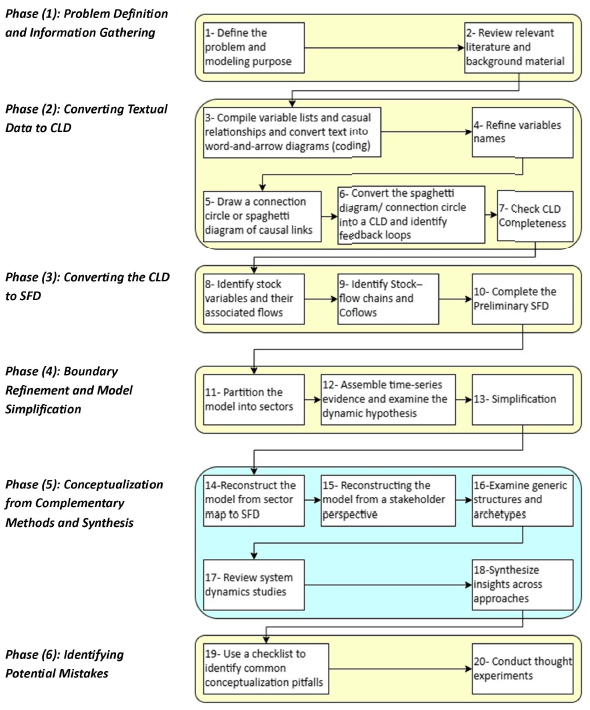 Phase (1): Problem Definition
and Information Gathering
1- Define the
problem and
modeling purpose
2- Review relevant
literature and
background material
Phase (2): Converting Textual
Data to CLD
3- Compile variable lists and casual
relationships and convert text into
word-and-arrow diagrams (coding)
4- Refine variables
names
5- Draw a connection
circle or spaghetti
diagram of causal links
6- Convert the spaghetti
diagram/ connection circle
into a CLD and identify
feedback loops
7- Check CLD
Completeness
Phase (3): Converting the CLD
to SFD
8- Identify stock
variables and their
associated flows
9- Identify Stock–
flow chains and
Coflows
10- Complete the
Preliminary SFD
Phase (4): Boundary
Refinement and Model
Simplification
11- Partition the
model into sectors
12- Assemble time-series
evidence and examine the
dynamic hypothesis
13- Simplification
Phase (5): Conceptualization
from Complementary
Methods and Synthesis
14-Reconstruct the
model from sector
map to SFD
15- Reconstructing the
model from a stakeholder
perspective
16-Examine generic
structures and
archetypes
17- Review system
dynamics studies
18-Synthesize
insights across
approaches
Phase (6): Identifying
Potential Mistakes
19- Use a checklist to
identify common
conceptualization pitfalls
20- Conduct thought
experiments